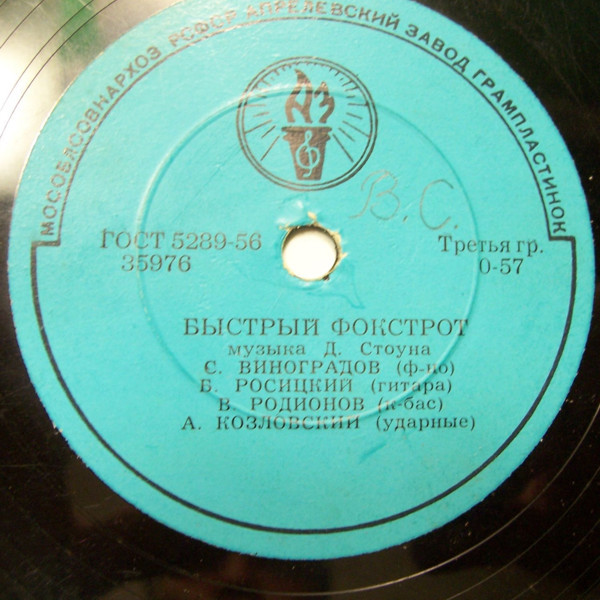 МОСОБЛСОВНАРХОЗ РСФСР АПРЕЛЕВСКИЙ ЗАВОД ГРАМПЛАСТИНОК
АЗ
В.С.
ГОСТ 5289-56
35976
Третья гр.
0-57
БЫСТРЫЙ ФОКСТРОТ
музыка Д. Стоуна
С. ВИНОГРАДОВ (ф-но)
Б. РОСИЦКИЙ (гитара)
В. РОДИОНОВ (к-бас)
А. КОЗЛОВСКИЙ (ударные)